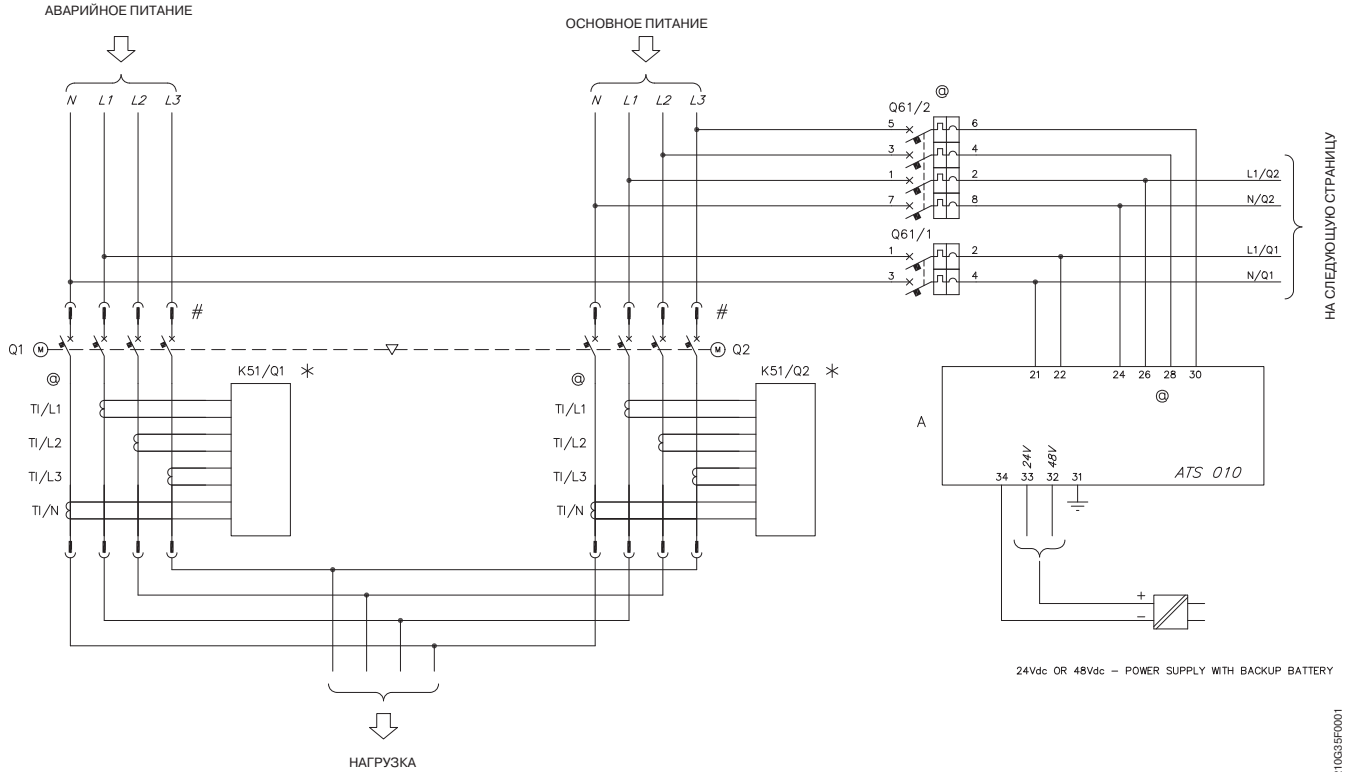 АВАРИЙНОЕ ПИТАНИЕ
ОСНОВНОЕ ПИТАНИЕ
N L1 L2 L3
N L1 L2 L3
@
Q61/2
5 6
3 4
1 2 L1/Q2
7 8 N/Q2
Q61/1
1 2 L1/Q1
3 4 N/Q1
НА СЛЕДУЮЩУЮ СТРАНИЦУ
# #
Q1 M M Q2
@ K51/Q1 * @ K51/Q2 *
TI/L1 TI/L1
TI/L2 TI/L2
TI/L3 TI/L3
TI/N TI/N
21 22 24 26 28 30
@
A
24V 48V
34 33 32 31 ATS 010
+
−
24Vdc OR 48Vdc – POWER SUPPLY WITH BACKUP BATTERY
НАГРУЗКА